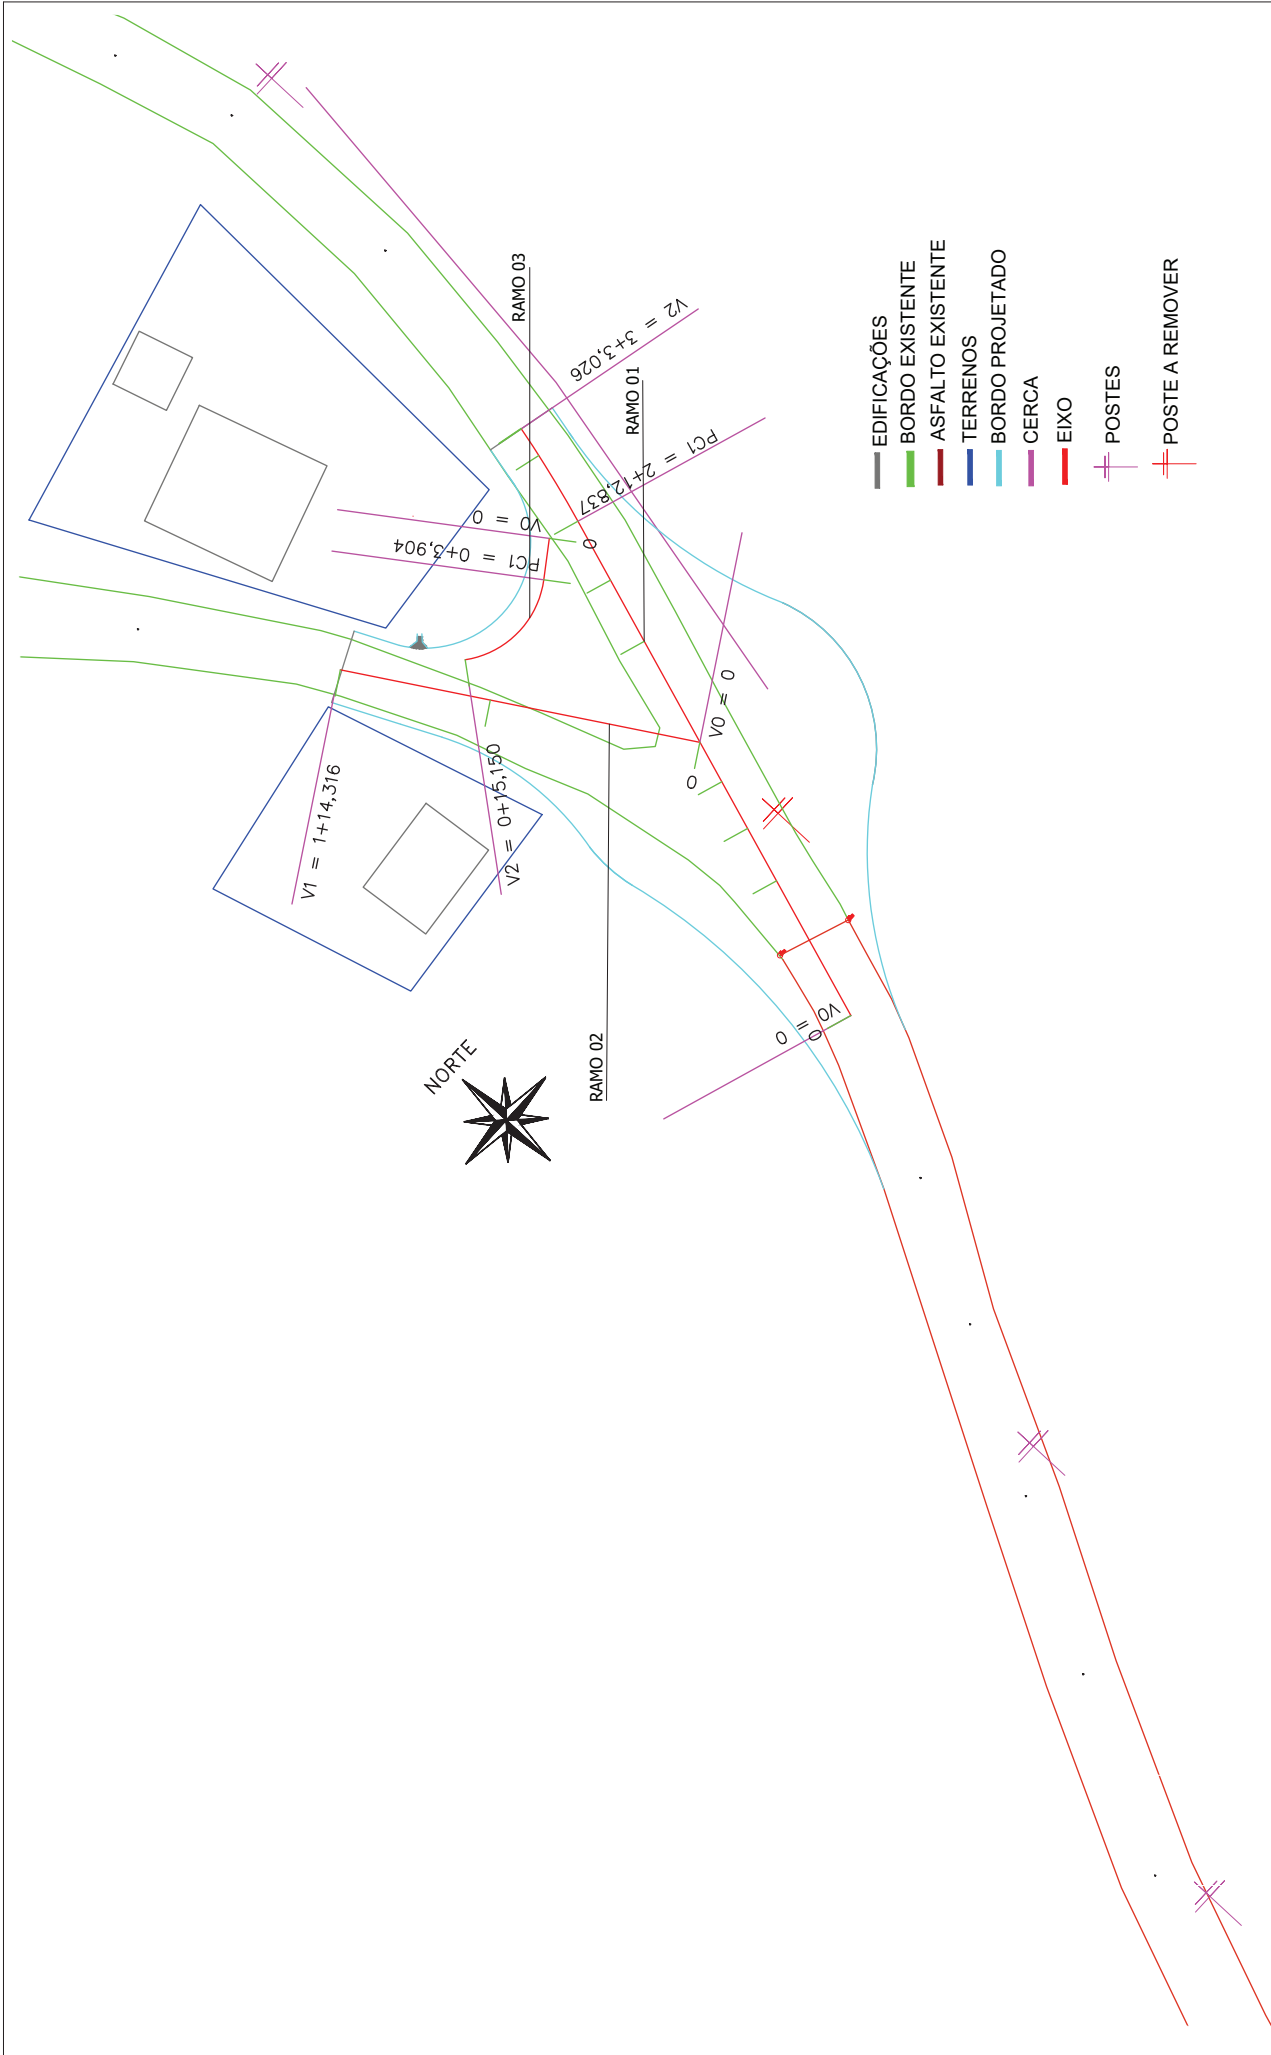 RAMO 03
V2 = 3+3,026
RAMO 01
PC1 = 2+12,837
V0 = 0
PC1 = 0+3,904
0
V0 = 0
0
V1 = 1+14,316
V2 = 0+15,150
RAMO 02
V0 = 0
0
NORTE
EDIFICAÇÕES
BORDO EXISTENTE
ASFALTO EXISTENTE
TERRENOS
BORDO PROJETADO
CERCA
EIXO
POSTES
POSTE A REMOVER